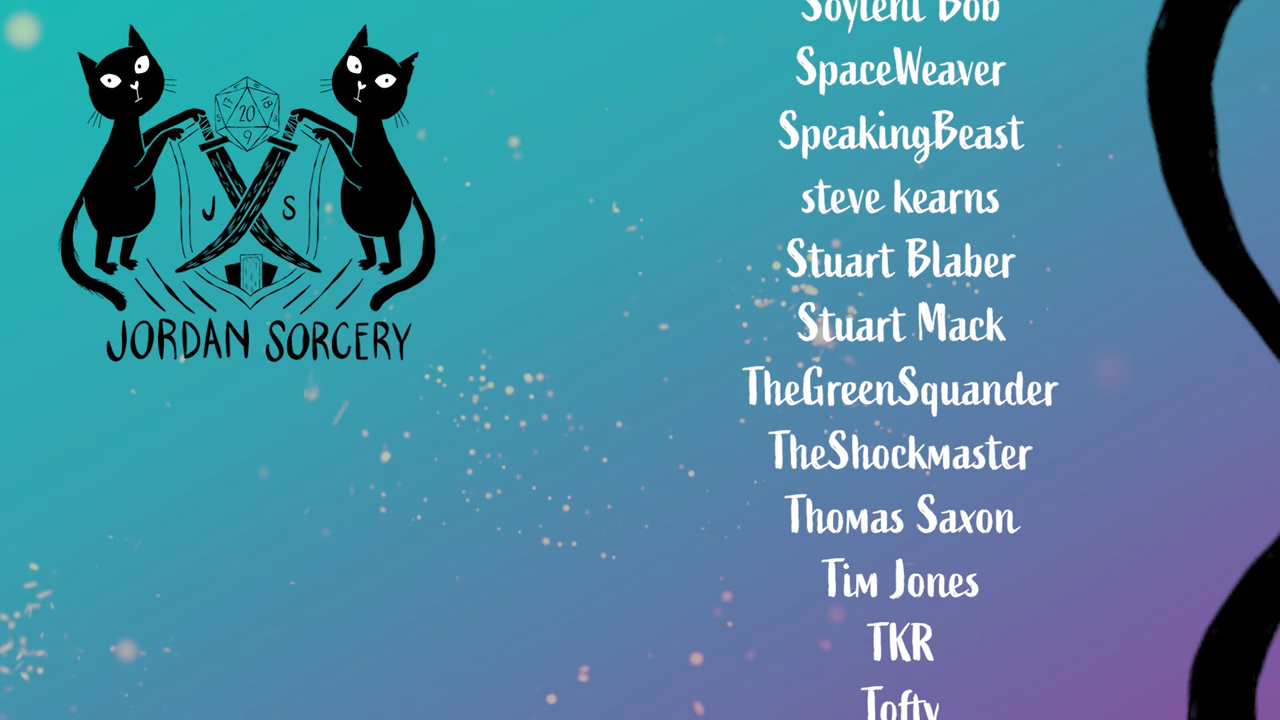 20
J S
JORDAN SORCERY
Soylent Bob
SpaceWeaver
SpeakingBeast
steve kearns
Stuart Blaber
Stuart Mack
TheGreenSquander
TheShockmaster
Thomas Saxon
Tim Jones
TKR
Tofty